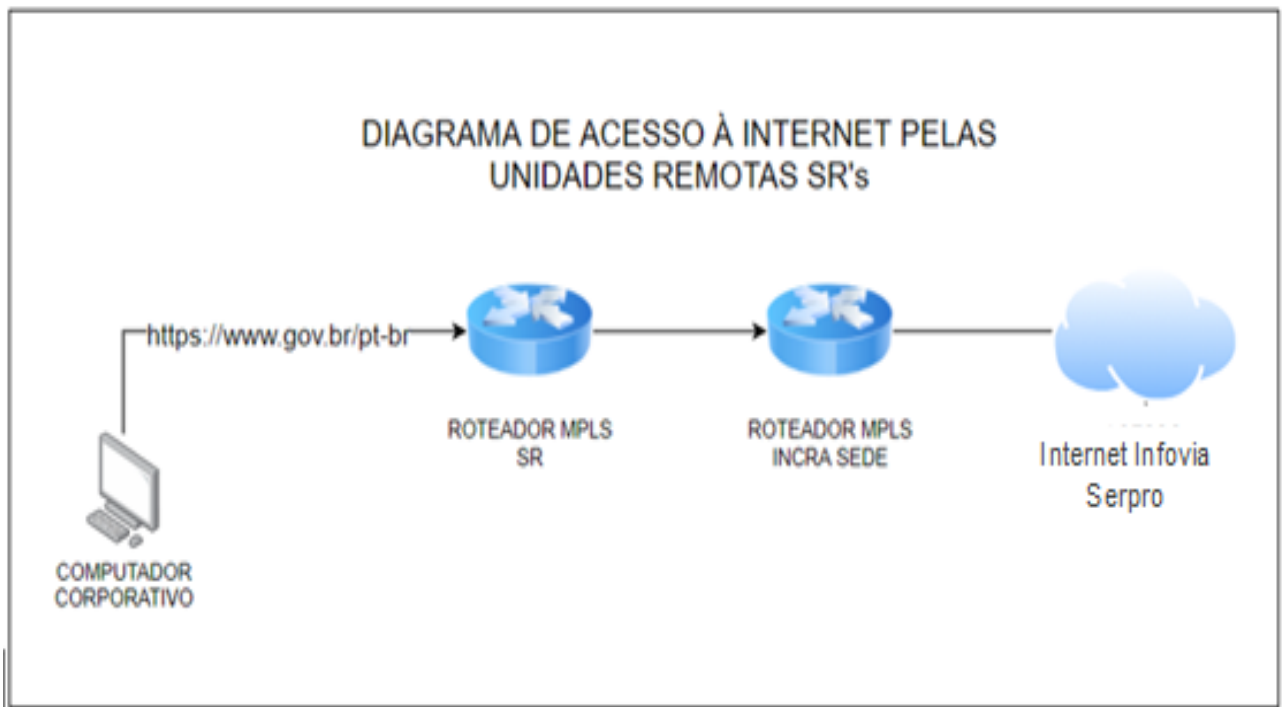 DIAGRAMA DE ACESSO À INTERNET PELAS
UNIDADES REMOTAS SR's
https://www.gov.br/pt-br
ROTEADOR MPLS
SR
ROTEADOR MPLS
INCRA SEDE
Internet Infovia
Serpro
COMPUTADOR
CORPORATIVO